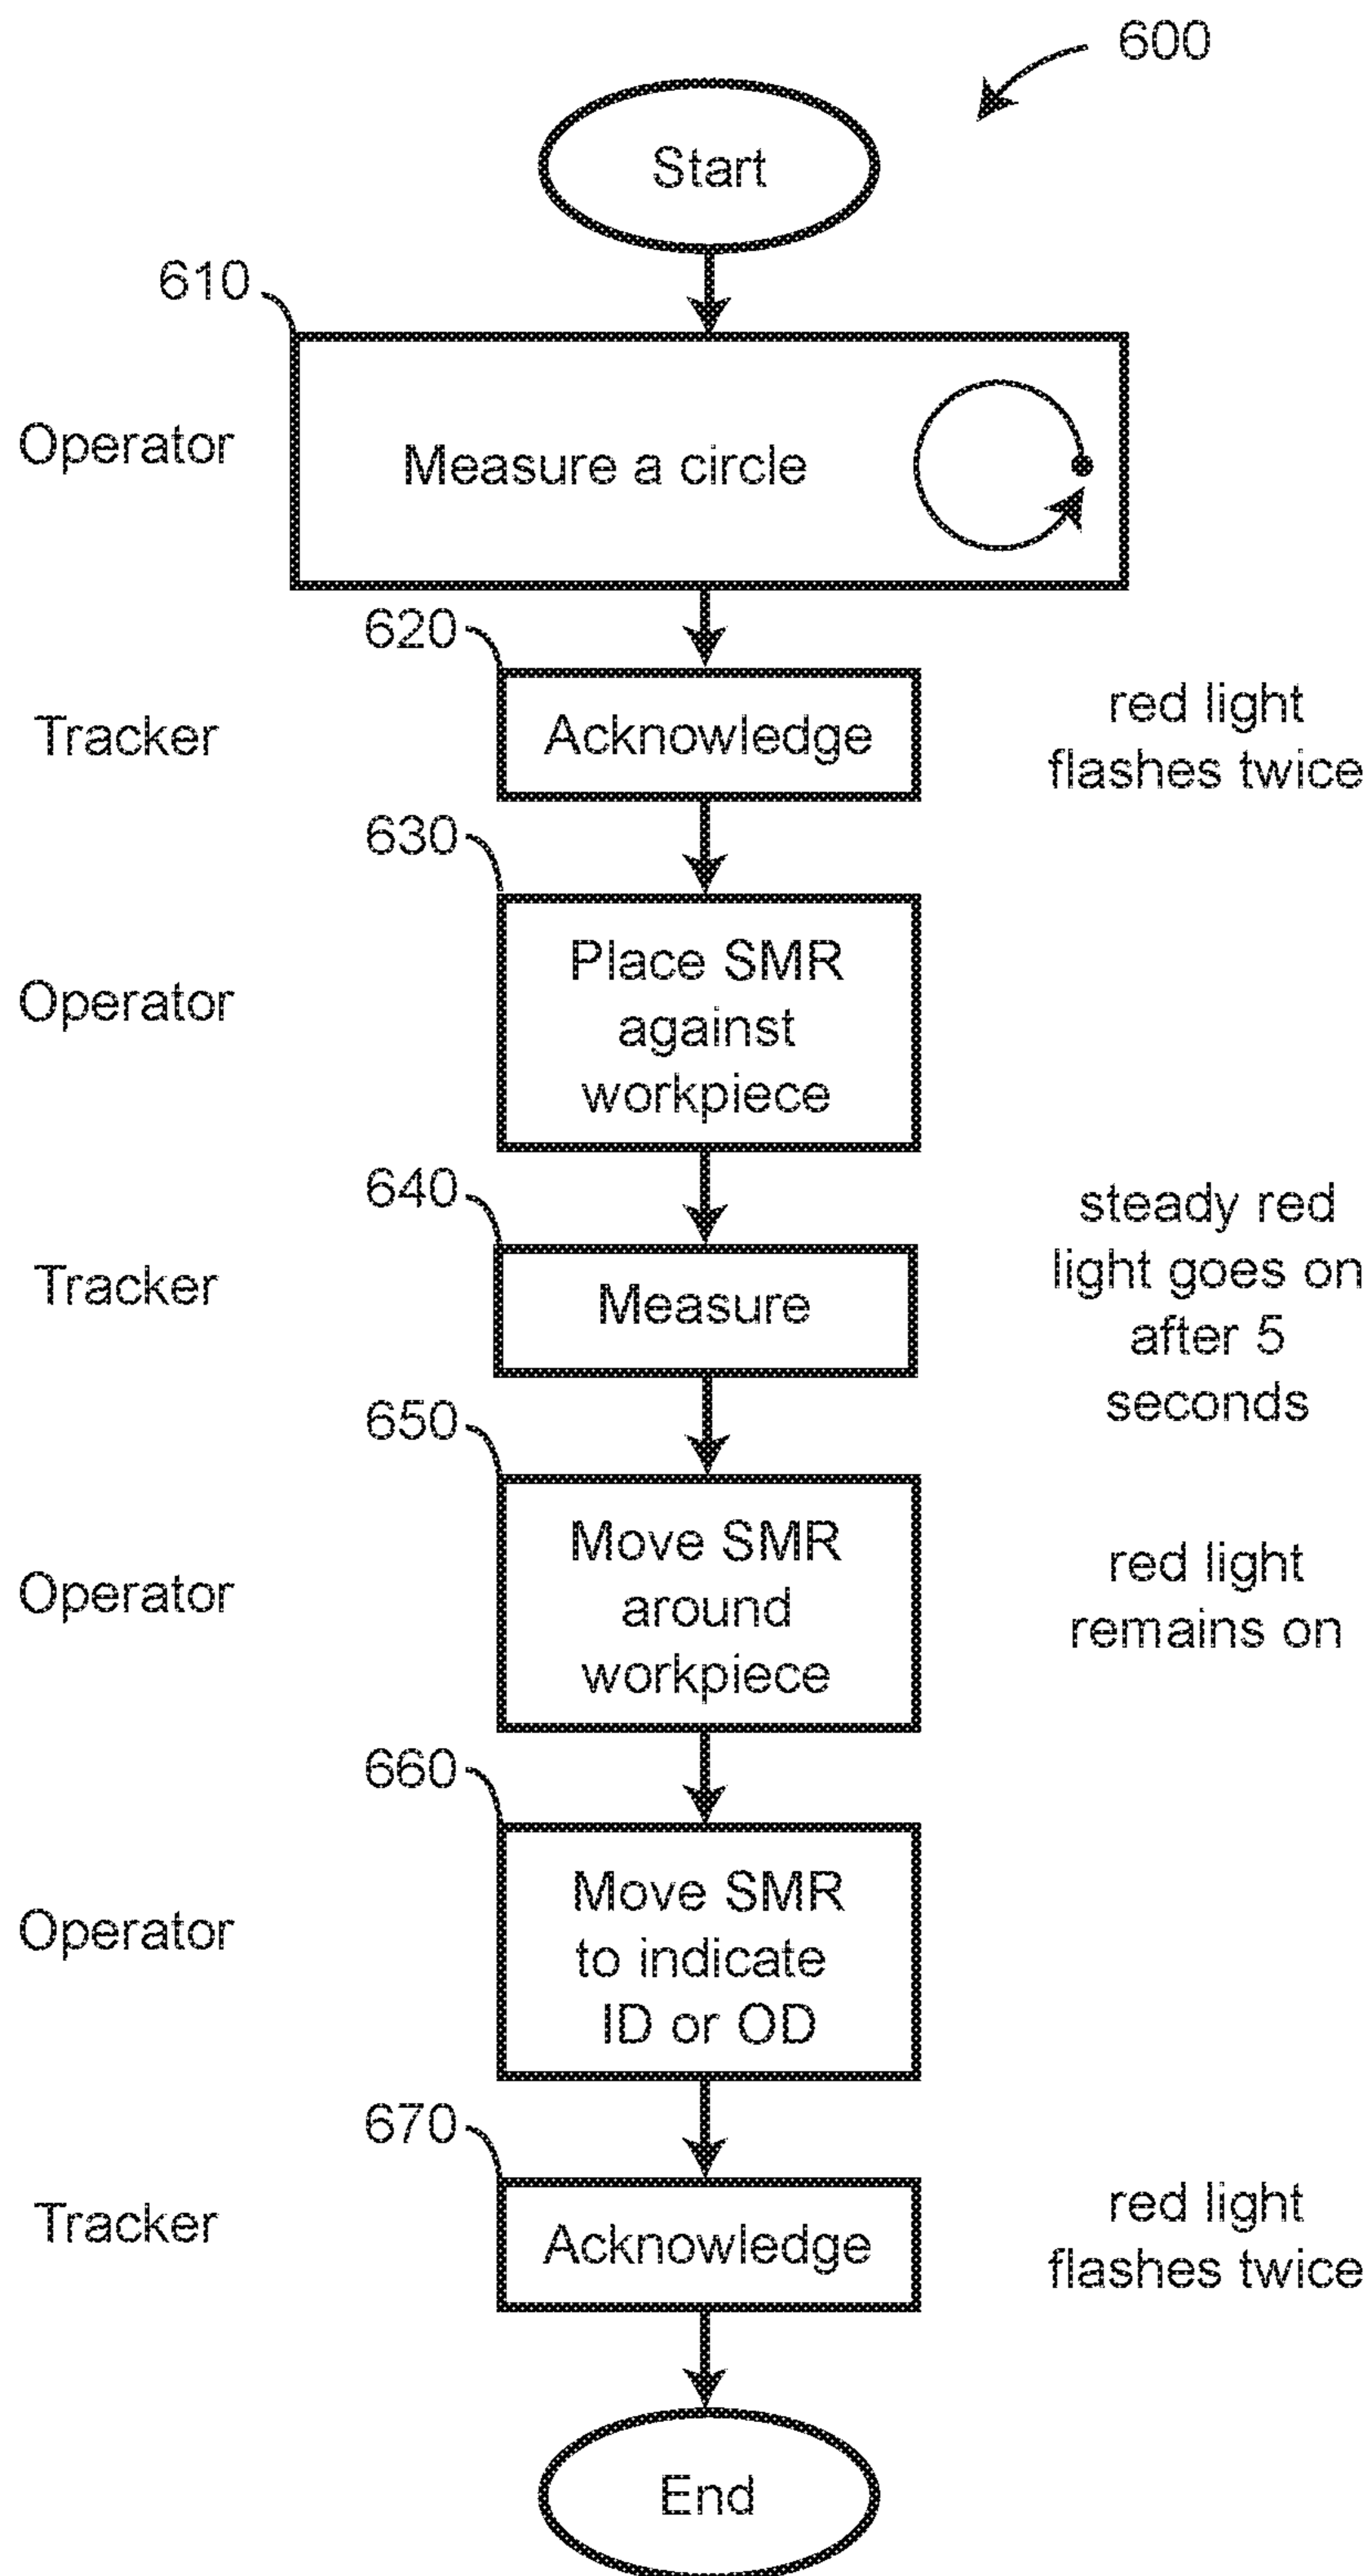 600
Start
610
Operator
Measure a circle
620
Tracker
Acknowledge
red light
flashes twice
630
Operator
Place SMR
against
workpiece
640
Tracker
Measure
steady red
light goes on
after 5
seconds
650
Operator
Move SMR
around
workpiece
red light
remains on
660
Operator
Move SMR
to indicate
ID or OD
670
Tracker
Acknowledge
red light
flashes twice
End